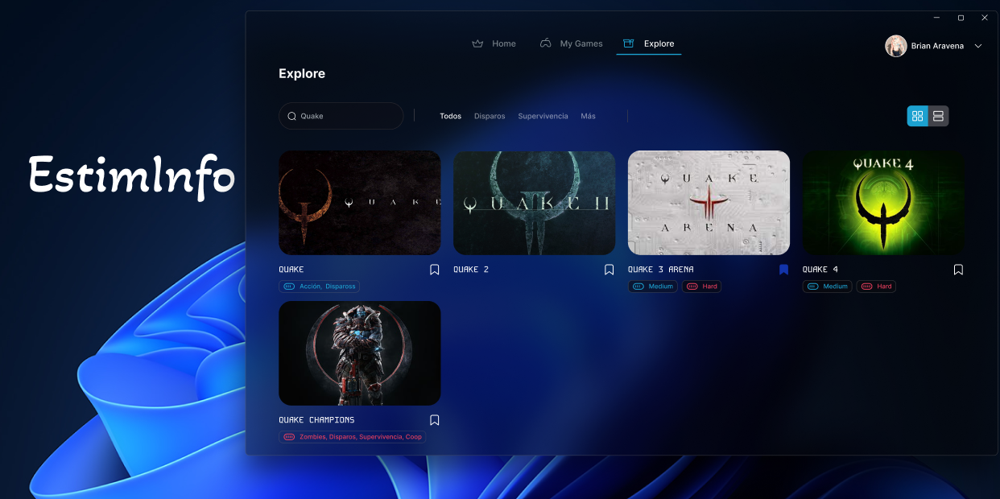 Home My Games Explore
Brian Aravena
Explore
Quake
Todos Disparos Supervivencia Más
EstimInfo
QUAKE
QUAKE II
QUAKE
ARENA
QUAKE 4
QUAKE
QUAKE 2
QUAKE 3 ARENA
QUAKE 4
Acción, Dispaross
Medium Hard
Medium Hard
QUAKE CHAMPIONS
Zombies, Disparos, Supervivencia, Coop